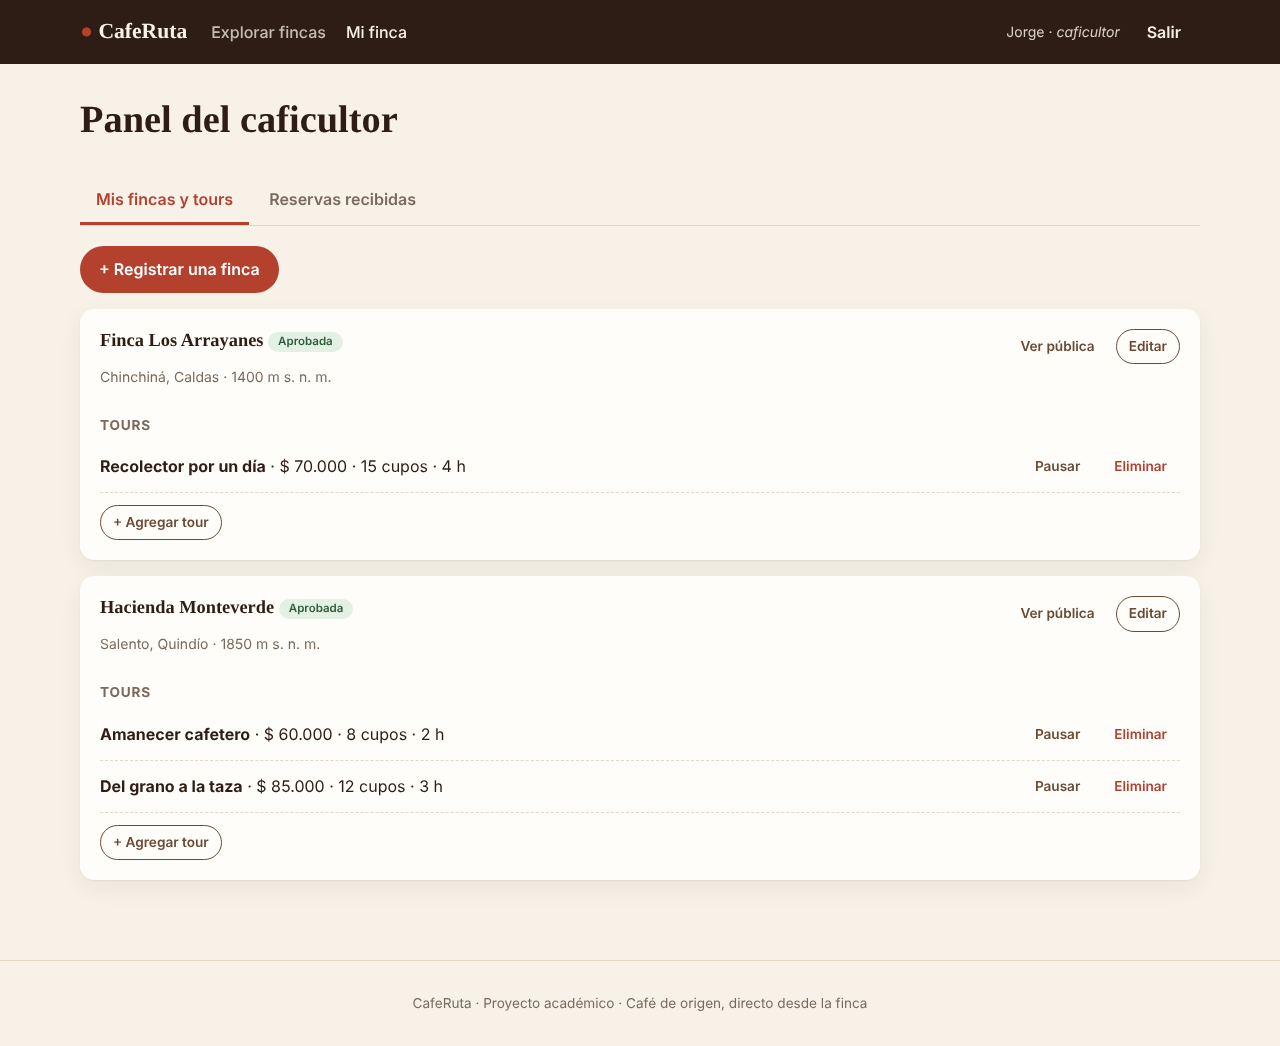 CafeRuta Explorar fincas Mi finca Jorge · caficultor Salir
Panel del caficultor
Mis fincas y tours Reservas recibidas
+ Registrar una finca
Finca Los Arrayanes Aprobada Ver pública Editar
Chinchiná, Caldas · 1400 m s. n. m.
TOURS
Recolector por un día · $ 70.000 · 15 cupos · 4 h Pausar Eliminar
+ Agregar tour
Hacienda Monteverde Aprobada Ver pública Editar
Salento, Quindío · 1850 m s. n. m.
TOURS
Amanecer cafetero · $ 60.000 · 8 cupos · 2 h Pausar Eliminar
Del grano a la taza · $ 85.000 · 12 cupos · 3 h Pausar Eliminar
+ Agregar tour
CafeRuta · Proyecto académico · Café de origen, directo desde la finca